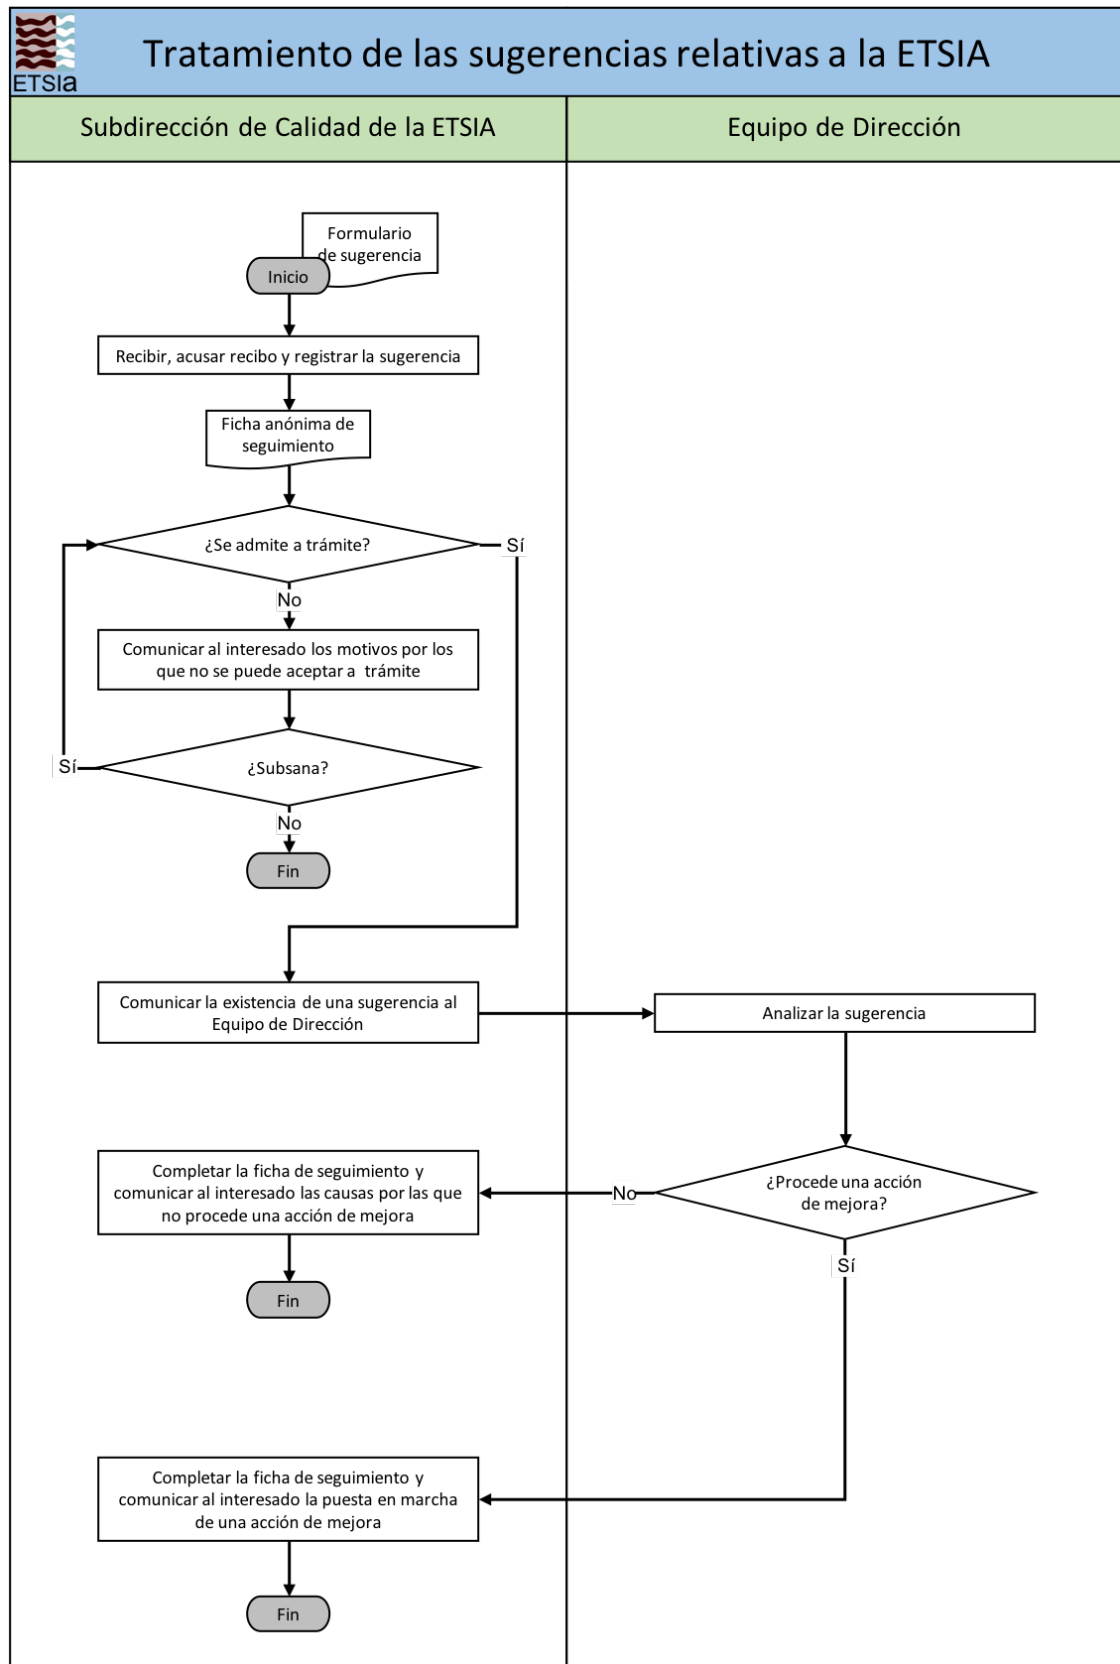 Tratamiento de las sugerencias relativas a la ETSIA
ETSIa
Subdirección de Calidad de la ETSIA
Equipo de Dirección
Formulario
de sugerencia
Inicio
Recibir, acusar recibo y registrar la sugerencia
Ficha anónima de
seguimiento
¿Se admite a trámite?
Sí
No
Comunicar al interesado los motivos por los
que no se puede aceptar a trámite
¿Subsana?
Sí
No
Fin
Comunicar la existencia de una sugerencia al
Equipo de Dirección
Analizar la sugerencia
¿Procede una acción
de mejora?
No
Completar la ficha de seguimiento y
comunicar al interesado las causas por las que
no procede una acción de mejora
Sí
Fin
Completar la ficha de seguimiento y
comunicar al interesado la puesta en marcha
de una acción de mejora
Fin